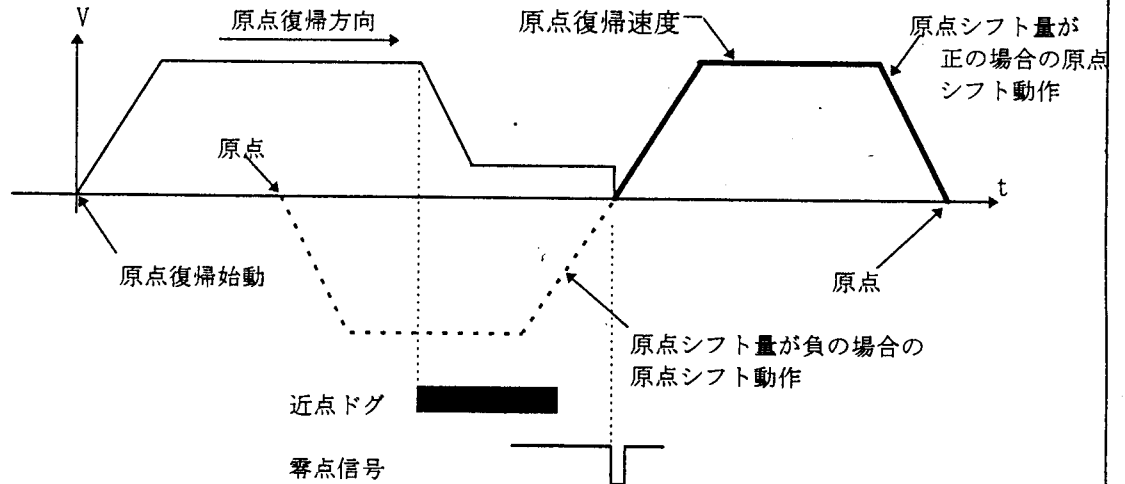 V
原点復帰方向
原点復帰速度
原点シフト量が
正の場合の原点
シフト動作
原点
t
原点復帰始動
原点
原点シフト量が負の場合の
原点シフト動作
近点ドグ
零点信号